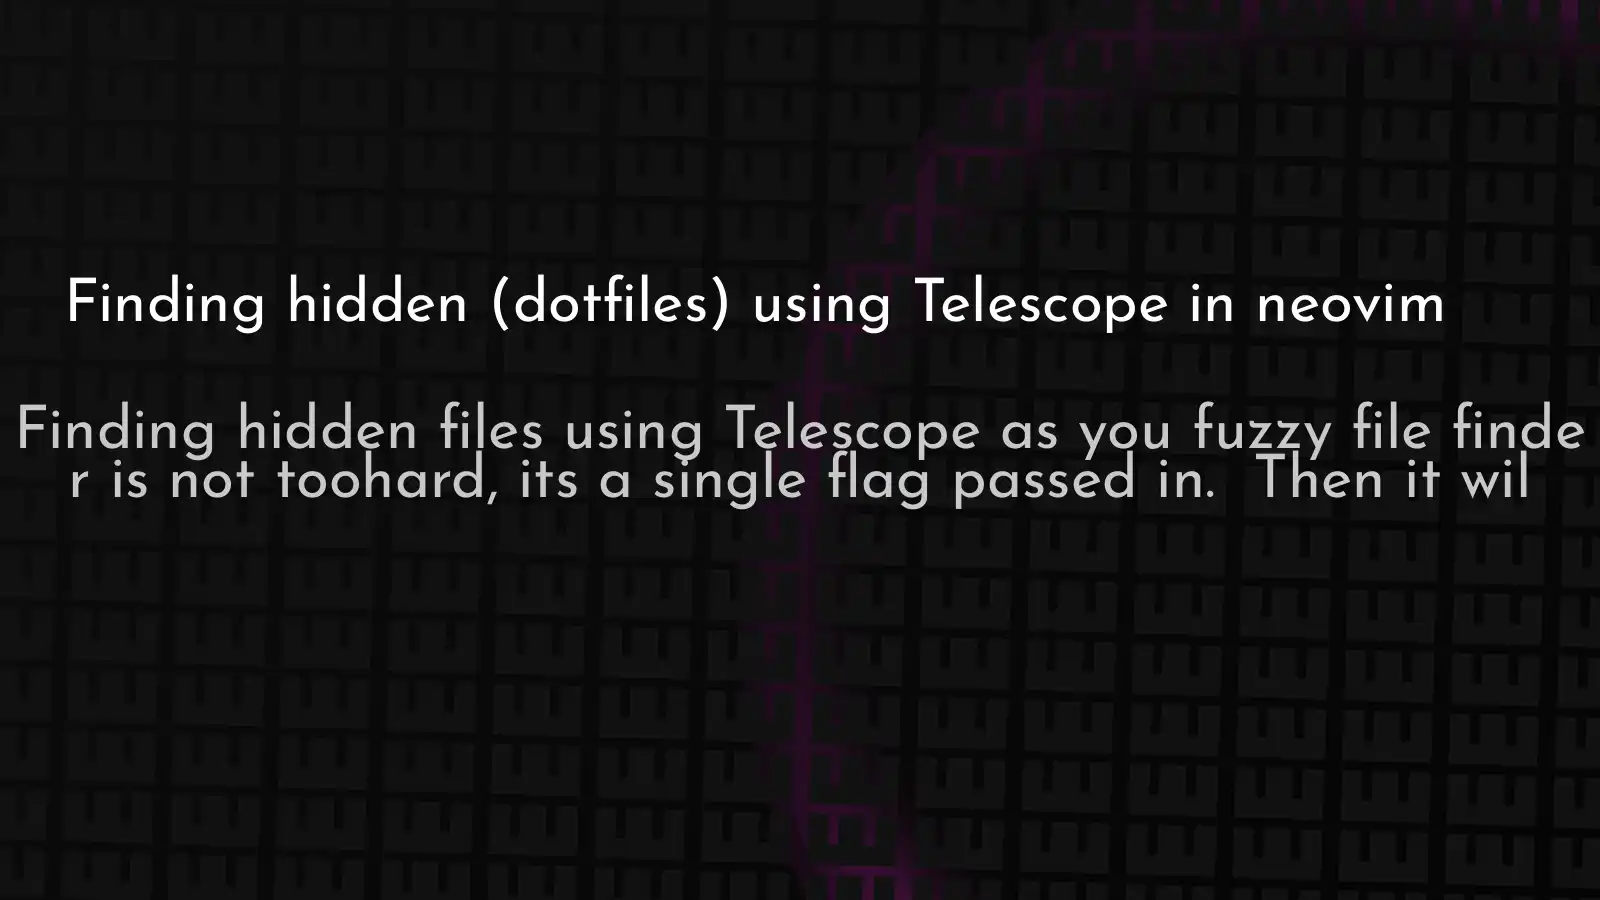 Finding hidden (dotfiles) using Telescope in neovim
Finding hidden files using Telescope as you fuzzy file finde
r is not toohard, its a single flag passed in.  Then it wil